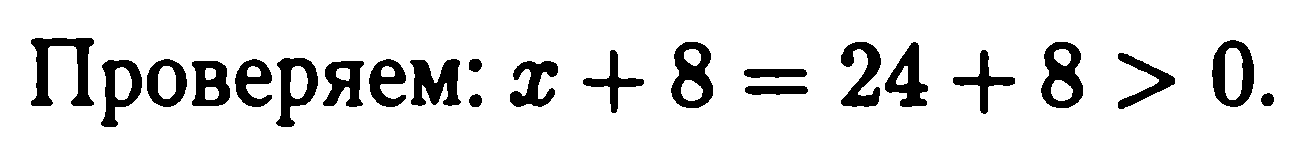 Проверяем: x + 8 = 24 + 8 > 0.